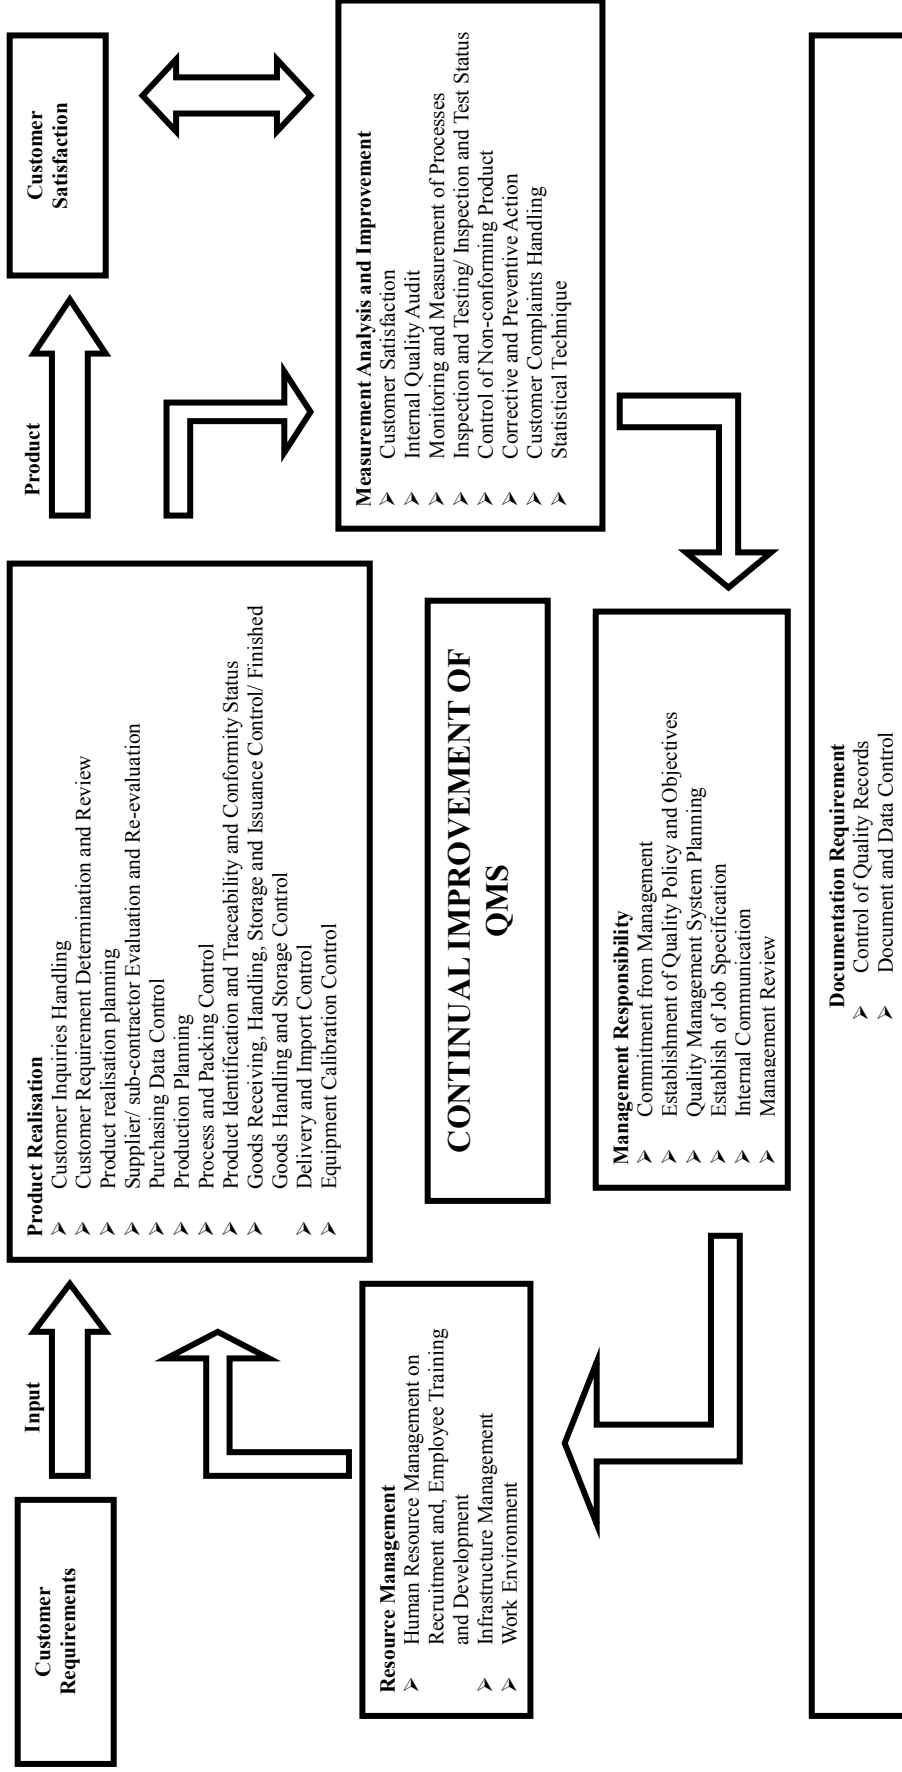 Customer
Requirements
Input
Product Realisation
➢ Customer Inquiries Handling
➢ Customer Requirement Determination and Review
➢ Product realisation planning
➢ Supplier/ sub-contractor Evaluation and Re-evaluation
➢ Purchasing Data Control
➢ Production Planning
➢ Process and Packing Control
➢ Product Identification and Traceability and Conformity Status
➢ Goods Receiving, Handling, Storage and Issuance Control/ Finished
Goods Handling and Storage Control
➢ Delivery and Import Control
➢ Equipment Calibration Control
Product
Customer
Satisfaction
Resource Management
➢ Human Resource Management on
Recruitment and, Employee Training
and Development
➢ Infrastructure Management
➢ Work Environment
CONTINUAL IMPROVEMENT OF
QMS
Measurement Analysis and Improvement
➢ Customer Satisfaction
➢ Internal Quality Audit
➢ Monitoring and Measurement of Processes
➢ Inspection and Testing/ Inspection and Test Status
➢ Control of Non-conforming Product
➢ Corrective and Preventive Action
➢ Customer Complaints Handling
➢ Statistical Technique
Management Responsibility
➢ Commitment from Management
➢ Establishment of Quality Policy and Objectives
➢ Quality Management System Planning
➢ Establish of Job Specification
➢ Internal Communication
➢ Management Review
Documentation Requirement
➢ Control of Quality Records
➢ Document and Data Control